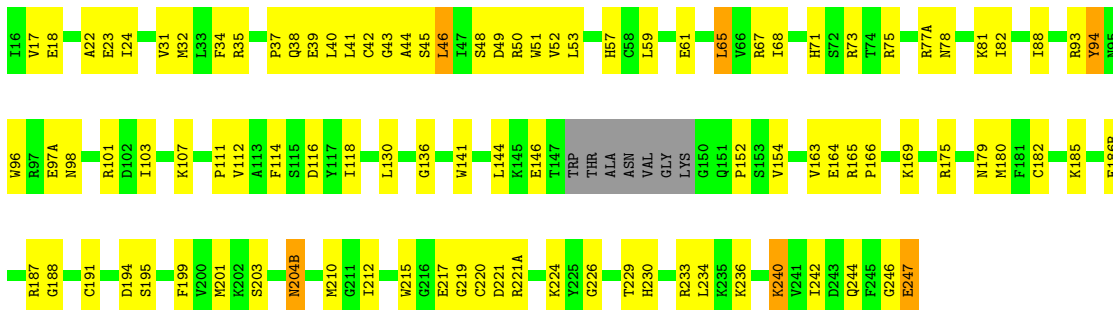 I16 V17 E18 A22 E23 I24 V31 M32 L33 F34 R35 P37 Q38 E39 L40 L41 C42 G43 A44 S45 L46 I47 S48 D49 R50 W51 V52 L53 H57 C58 L59 E61 L65 V66 R67 I68 H71 S72 R73 T74 R75 R77A N78 K81 I82 I88 R93 Y94 N95
W96 R97 E97A N98 R101 D102 I103 K107 P111 V112 A113 F114 S115 D116 Y117 I118 L130 G136 W141 L144 K145 E146 T147 TRP THR ALA ASN VAL GLY LYS G150 Q151 P152 S153 V154 V163 E164 R165 P166 K169 R175 N179 M180 F181 C182 K185
R187 G188 C191 D194 S195 F199 V200 M201 K202 S203 N204B M210 G211 I212 W215 G216 E217 G219 C220 D221 R221A K224 Y225 G226 T229 H230 R233 L234 K235 K236 K240 V241 I242 D243 Q244 F245 G246 E247